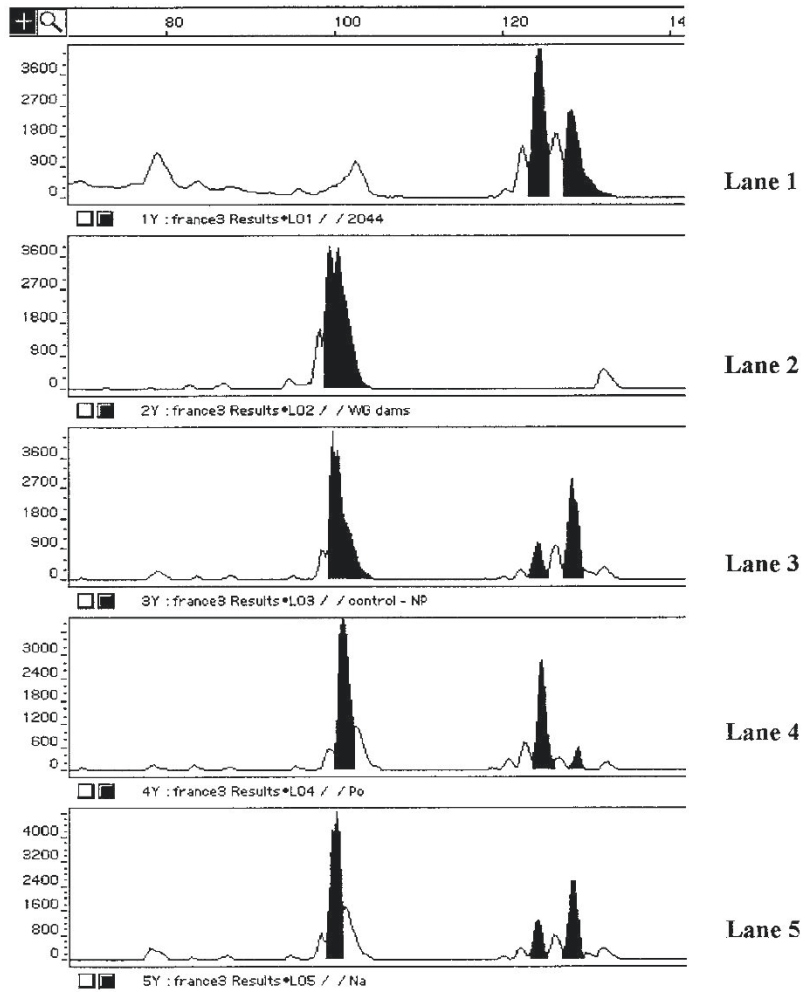 80 100 120 14
3600
2700
1800
900
0
Lane 1
1Y : france3 Results•L01 / / 2044
3600
2700
1800
900
0
Lane 2
2Y : france3 Results•L02 / / WG dams
3600
2700
1800
900
0
Lane 3
3Y : france3 Results•L03 / / control - NP
3000
2400
1800
1200
600
0
Lane 4
4Y : france3 Results•L04 / / Po
4000
3200
2400
1600
800
0
Lane 5
5Y : france3 Results•L05 / / Na